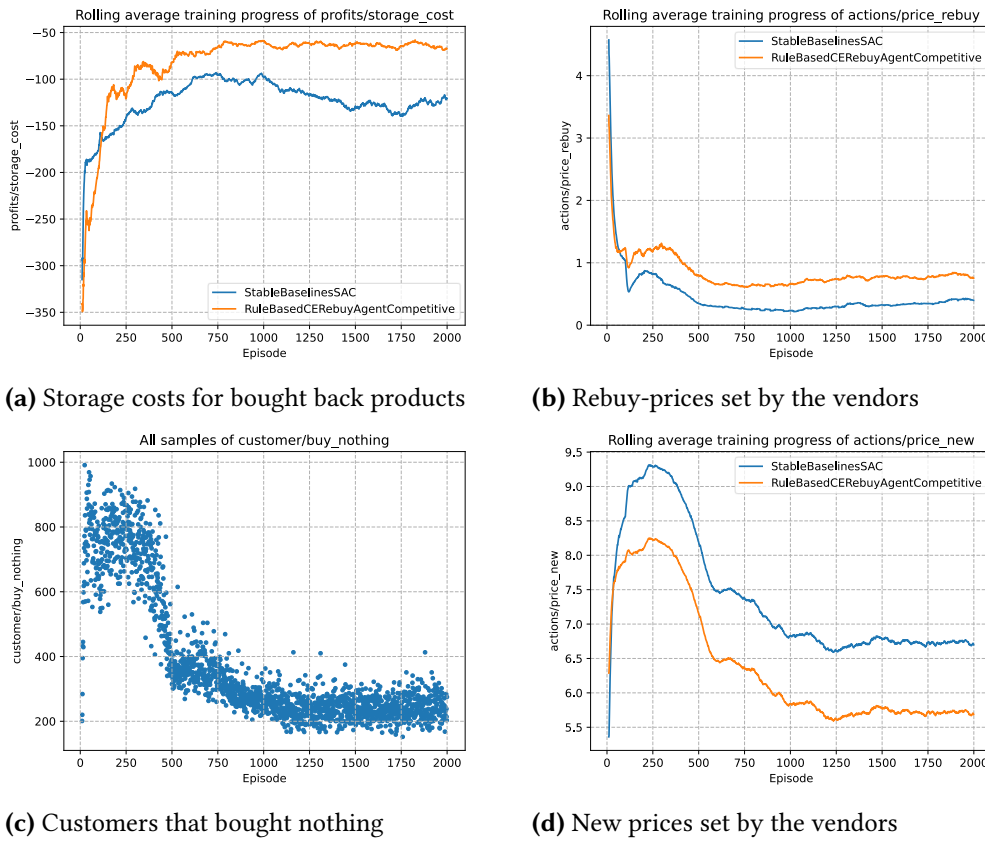 Rolling average training progress of profits/storage_cost
−50
−100
−150
−200
−250
−300
−350
profits/storage_cost
0 250 500 750 1000 1250 1500 1750 2000
Episode
StableBaselinesSAC
RuleBasedCERebuyAgentCompetitive
(a) Storage costs for bought back products
Rolling average training progress of actions/price_rebuy
4
3
2
1
0
actions/price_rebuy
0 250 500 750 1000 1250 1500 1750 2000
Episode
StableBaselinesSAC
RuleBasedCERebuyAgentCompetitive
(b) Rebuy-prices set by the vendors
All samples of customer/buy_nothing
1000
800
600
400
200
customer/buy_nothing
0 250 500 750 1000 1250 1500 1750 2000
Episode
(c) Customers that bought nothing
Rolling average training progress of actions/price_new
9.5
9.0
8.5
8.0
7.5
7.0
6.5
6.0
5.5
actions/price_new
0 250 500 750 1000 1250 1500 1750 2000
Episode
StableBaselinesSAC
RuleBasedCERebuyAgentCompetitive
(d) New prices set by the vendors